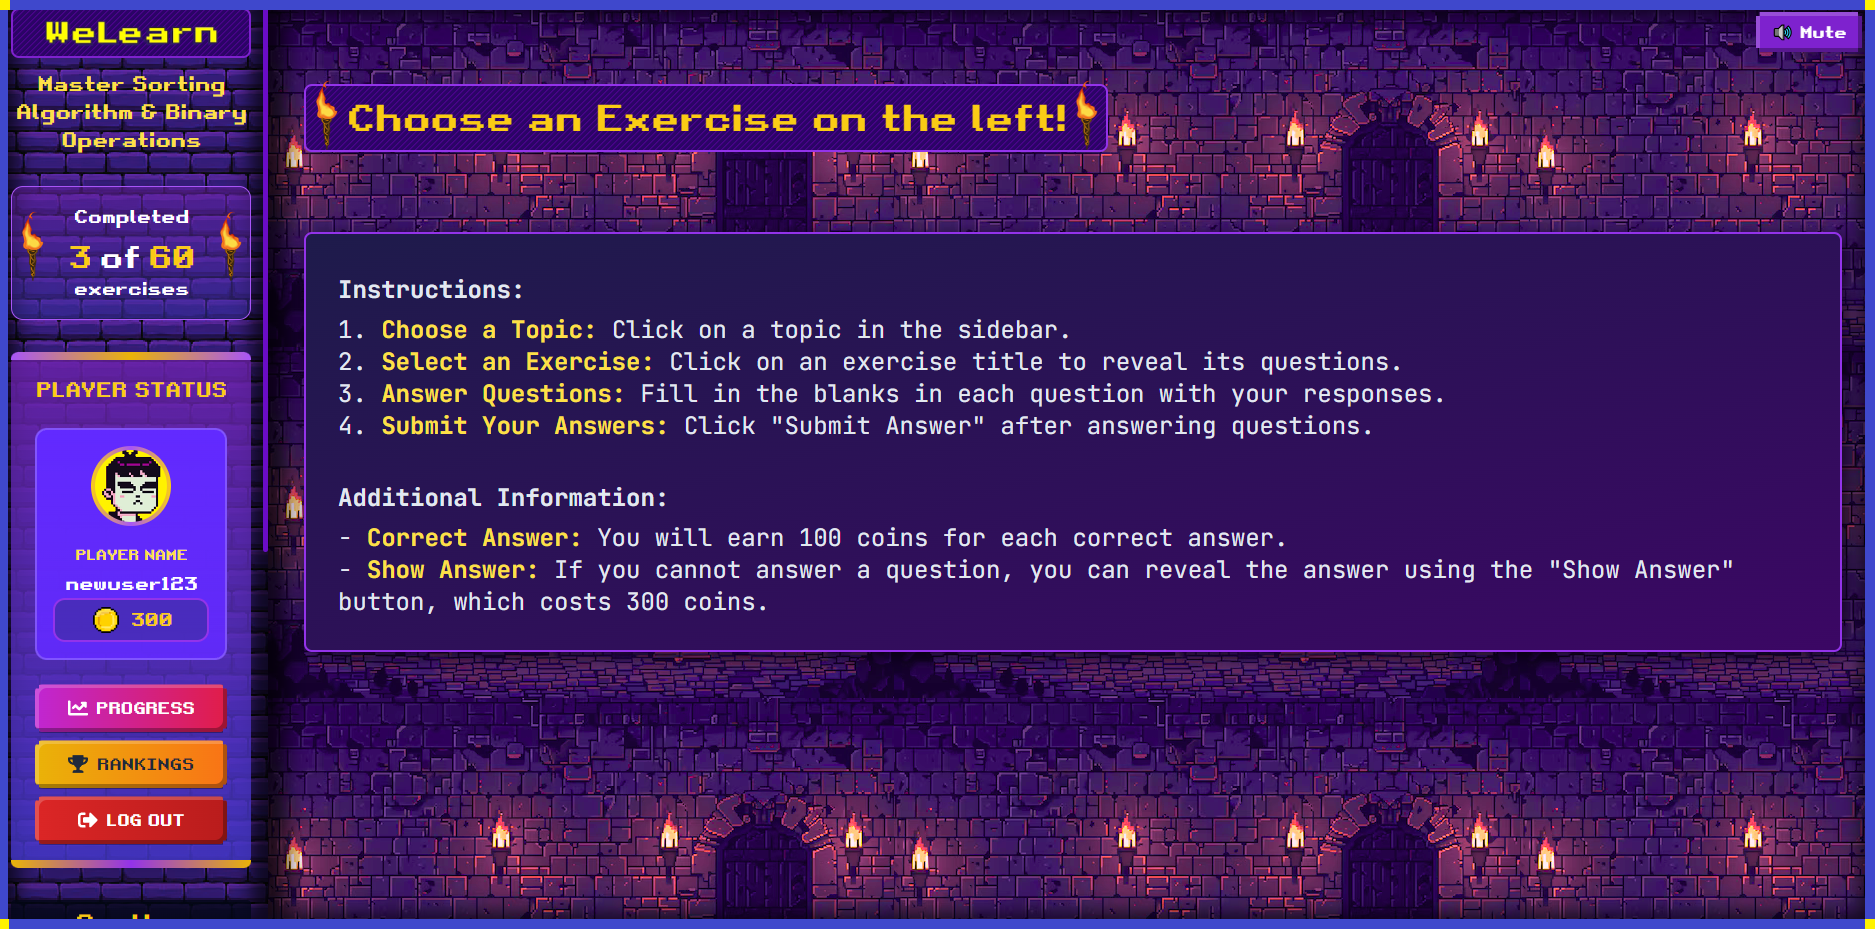 WeLearn
Master Sorting
Algorithm & Binary
Operations
Completed
3 of 60
exercises
PLAYER STATUS
PLAYER NAME
newuser123
300
PROGRESS
RANKINGS
LOG OUT
Mute
Choose an Exercise on the left!
Instructions:
1. Choose a Topic: Click on a topic in the sidebar.
2. Select an Exercise: Click on an exercise title to reveal its questions.
3. Answer Questions: Fill in the blanks in each question with your responses.
4. Submit Your Answers: Click "Submit Answer" after answering questions.
Additional Information:
- Correct Answer: You will earn 100 coins for each correct answer.
- Show Answer: If you cannot answer a question, you can reveal the answer using the "Show Answer"
button, which costs 300 coins.